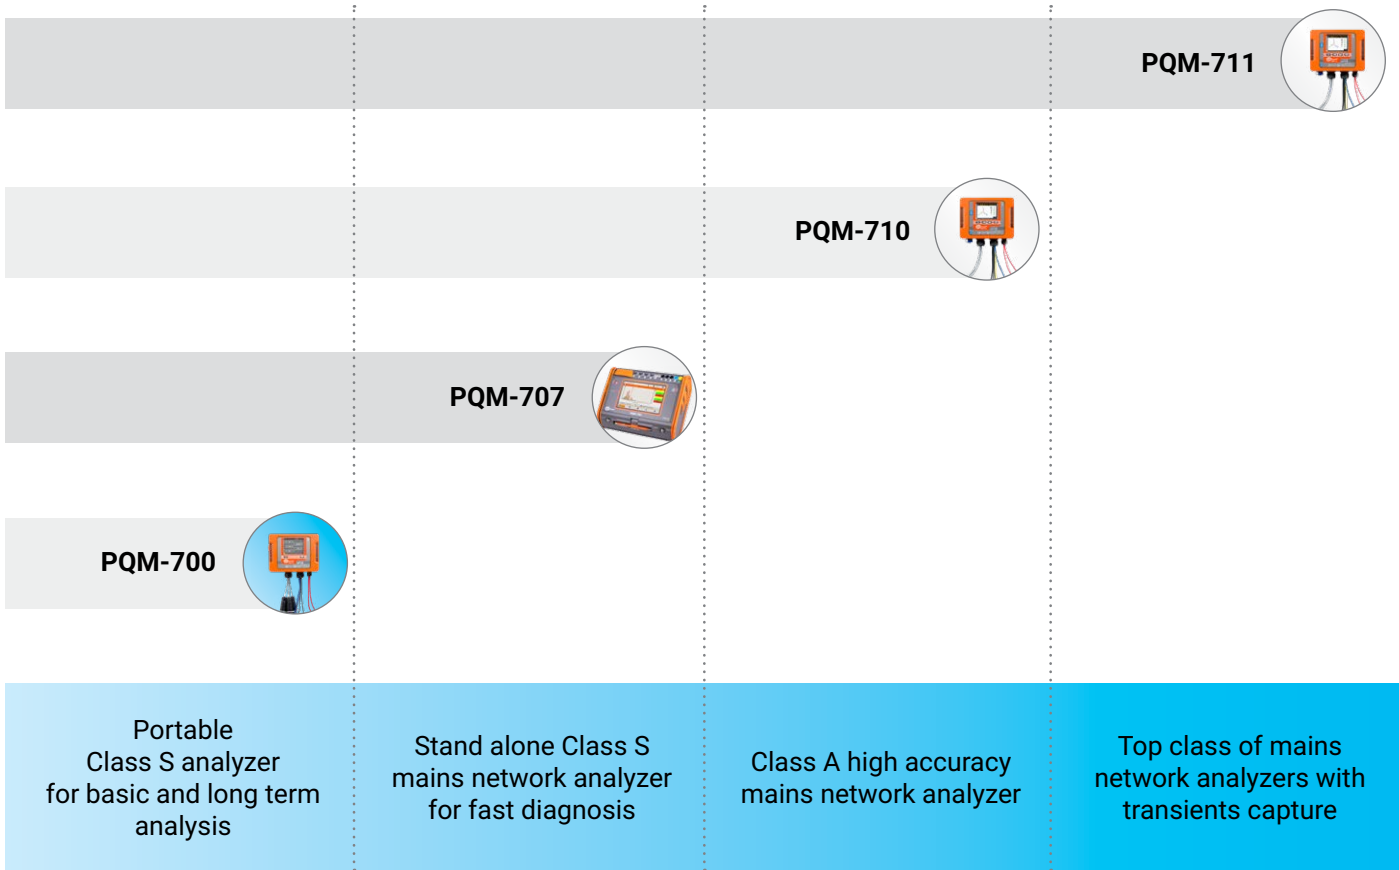 PQM-711
PQM-710
PQM-707
PQM-700
Portable
Class S analyzer
for basic and long term
analysis
Stand alone Class S
mains network analyzer
for fast diagnosis
Class A high accuracy
mains network analyzer
Top class of mains
network analyzers with
transients capture